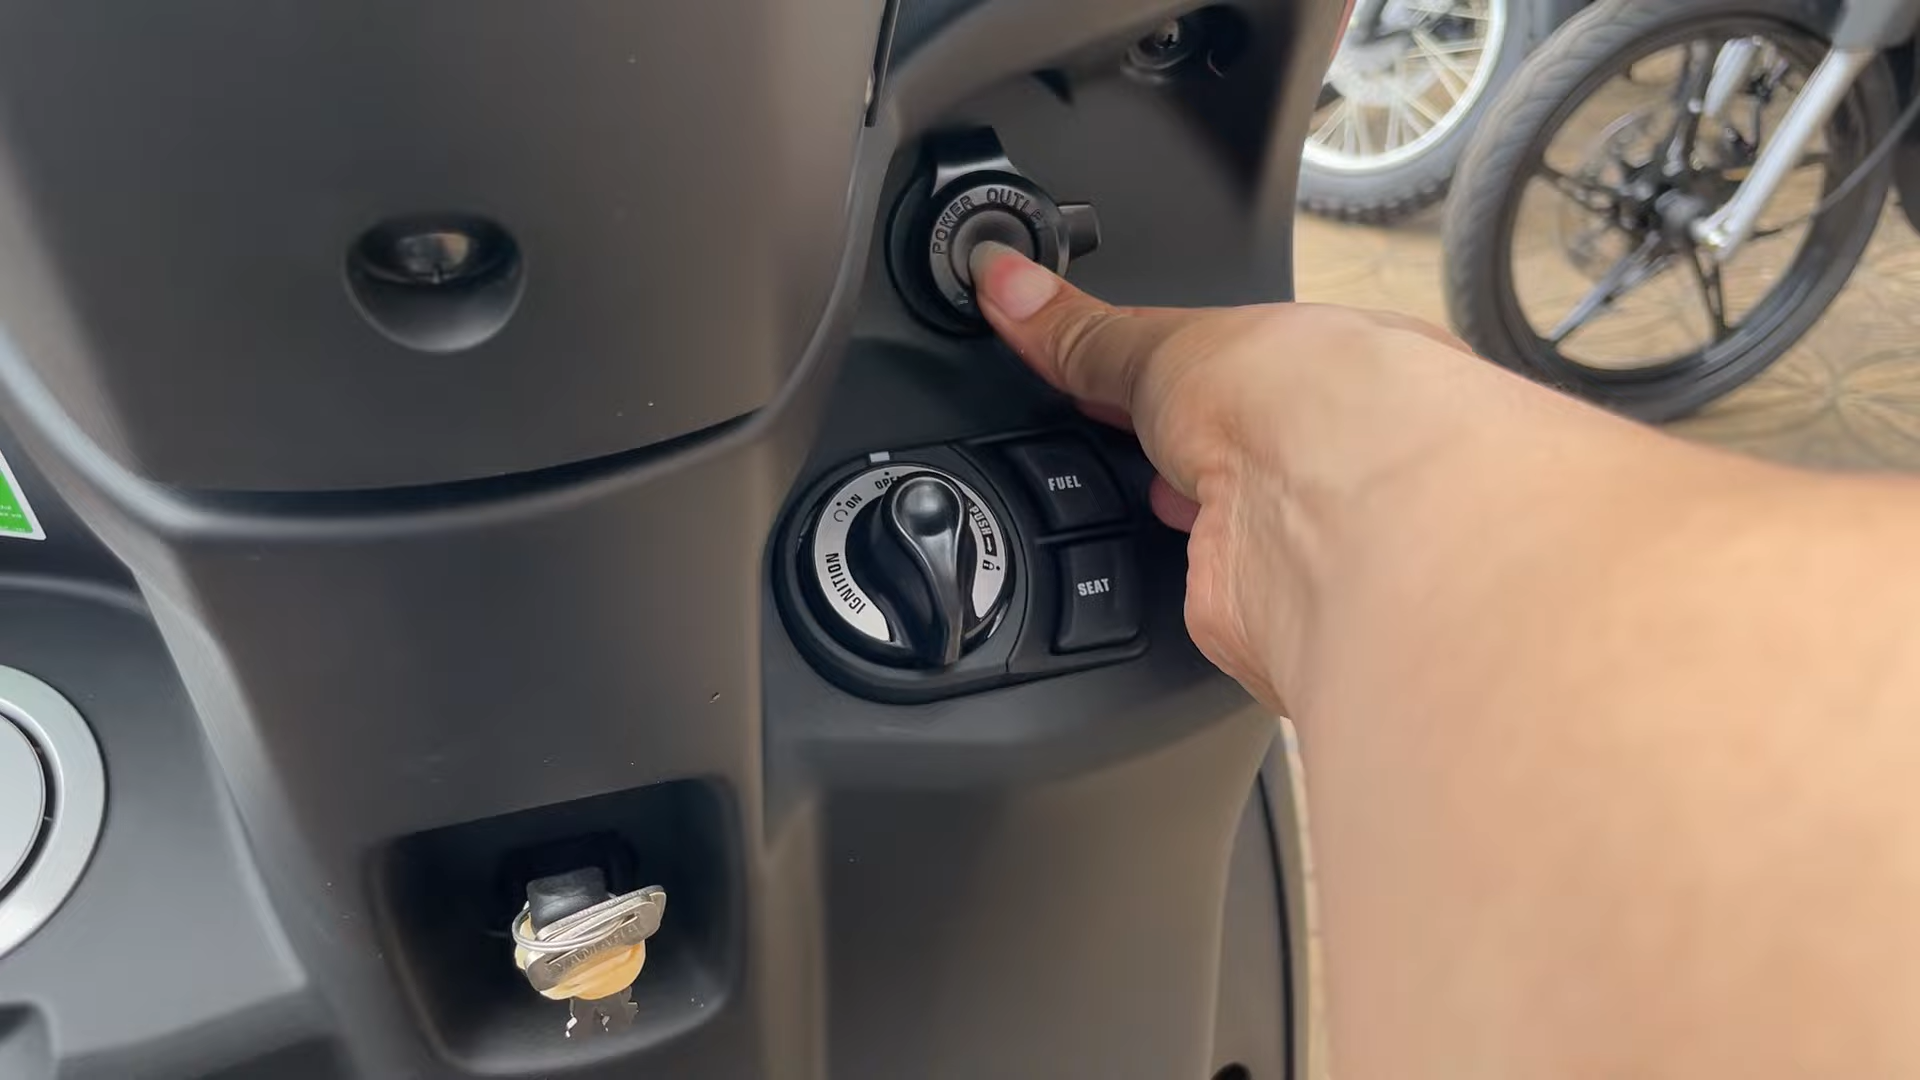 POWER OUTLET
OPEN
ON
PUSH
IGNITION
FUEL
SEAT